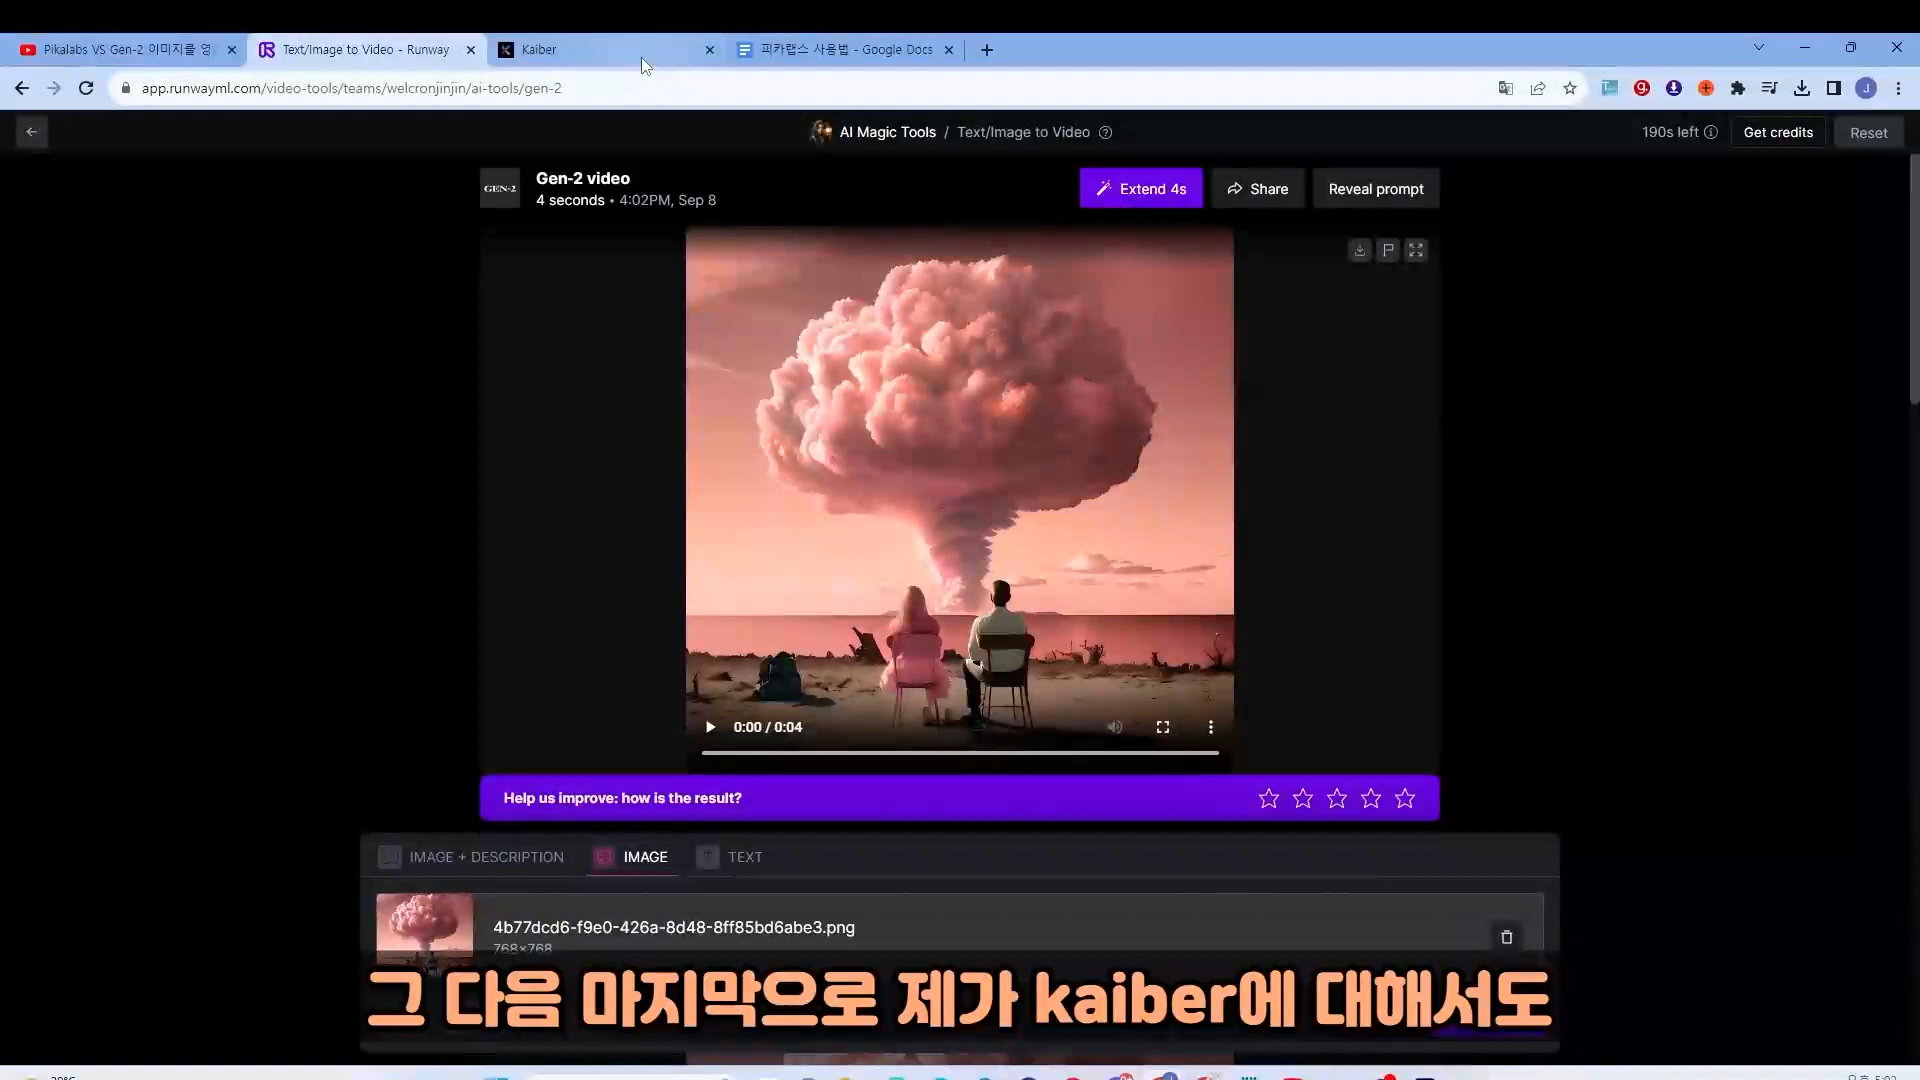 Pikalabs VS Gen-2 이미지를 영
Text/Image to Video - Runway
Kaiber
피카랩스 사용법 - Google Docs
app.runwayml.com/video-tools/teams/welcronjinjin/ai-tools/gen-2
AI Magic Tools / Text/Image to Video
190s left
Get credits
Reset
GEN-2
Gen-2 video
4 seconds • 4:02PM, Sep 8
Extend 4s
Share
Reveal prompt
0:00 / 0:04
Help us improve: how is the result?
IMAGE + DESCRIPTION
IMAGE
TEXT
4b77dcd6-f9e0-426a-8d48-8ff85bd6abe3.png
768×768
그 다음 마지막으로 제가 kaiber에 대해서도